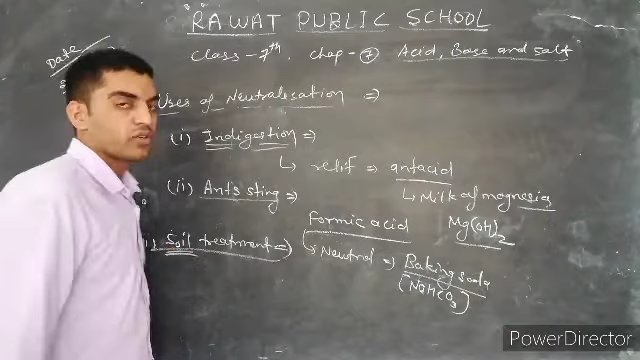 RAWAT PUBLIC SCHOOL
Date
Class - 7th, Chap - 7 Acid, Base and salt
Uses of Neutralisation ⇒
(i) Indigestion ⇒
↳ relif ⇒ antacid
↳ Milk of magnesia
Mg(OH)2
(ii) Ants sting ⇒
Formic acid
↳ Neutral ⇒ Baking soda
(NaHCO3)
Soil treatment ⇒
PowerDirector